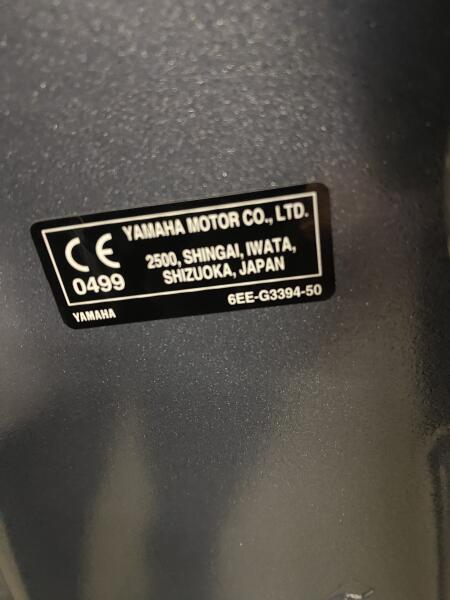 CE
0499
YAMAHA MOTOR CO., LTD.
2500, SHINGAI, IWATA,
SHIZUOKA, JAPAN
YAMAHA
6EE-G3394-50